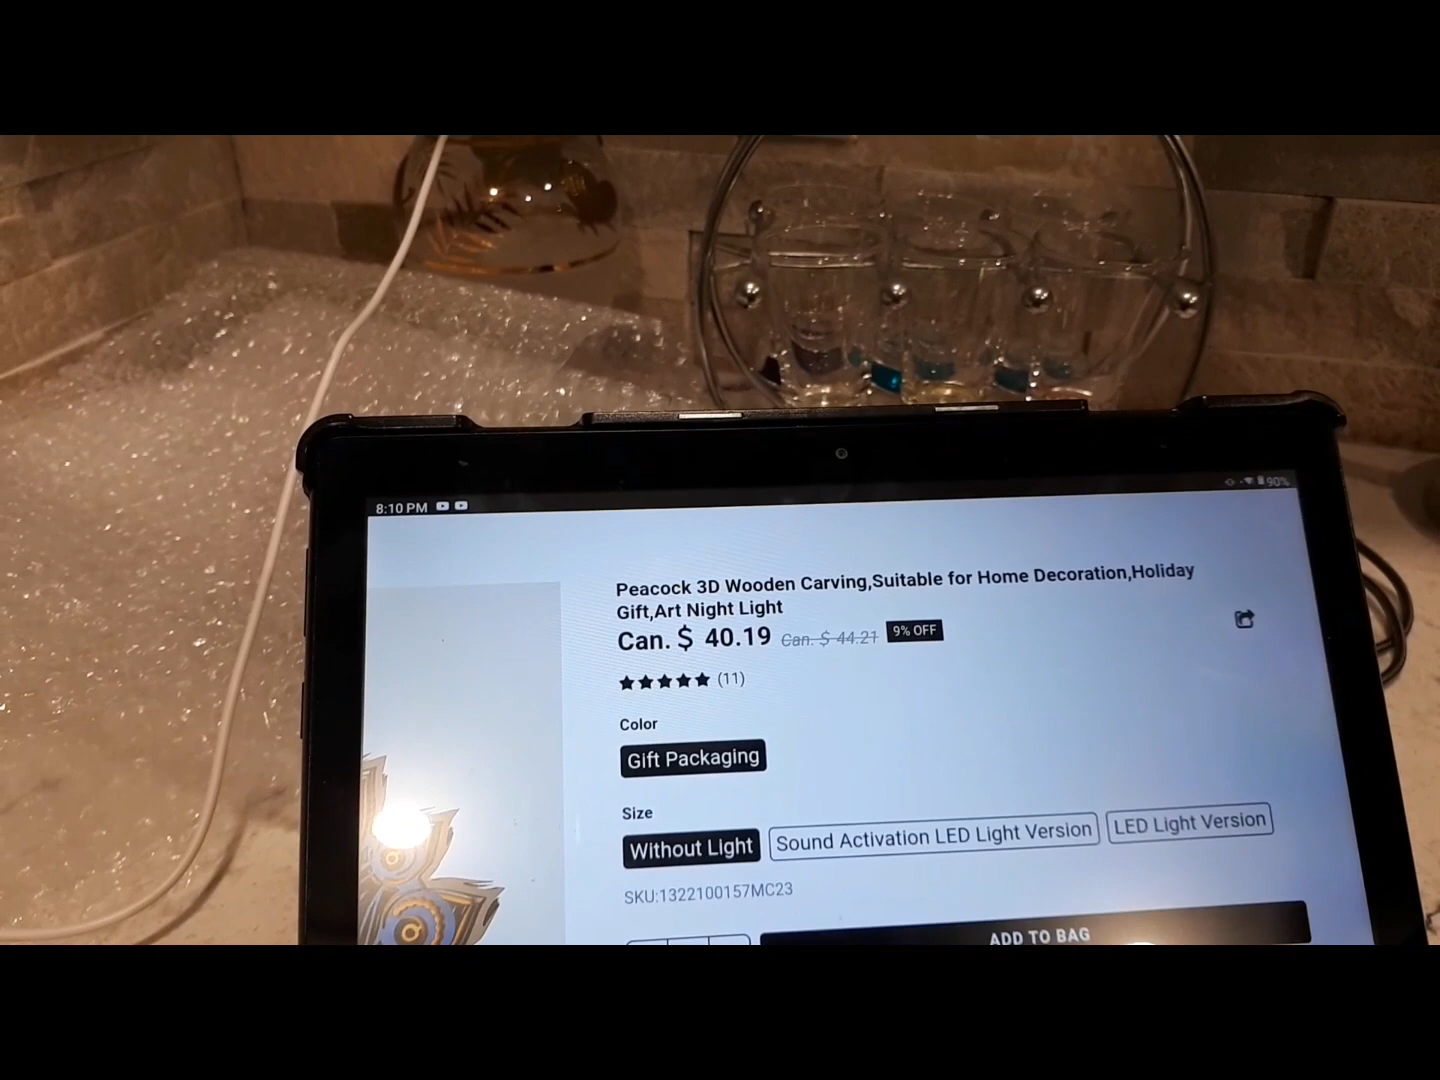 8:10 PM
90%
Peacock 3D Wooden Carving,Suitable for Home Decoration,Holiday
Gift,Art Night Light
Can. $ 40.19 Can. $ 44.21 9% OFF
(11)
Color
Gift Packaging
Size
Without Light Sound Activation LED Light Version LED Light Version
SKU:1322100157MC23
ADD TO BAG